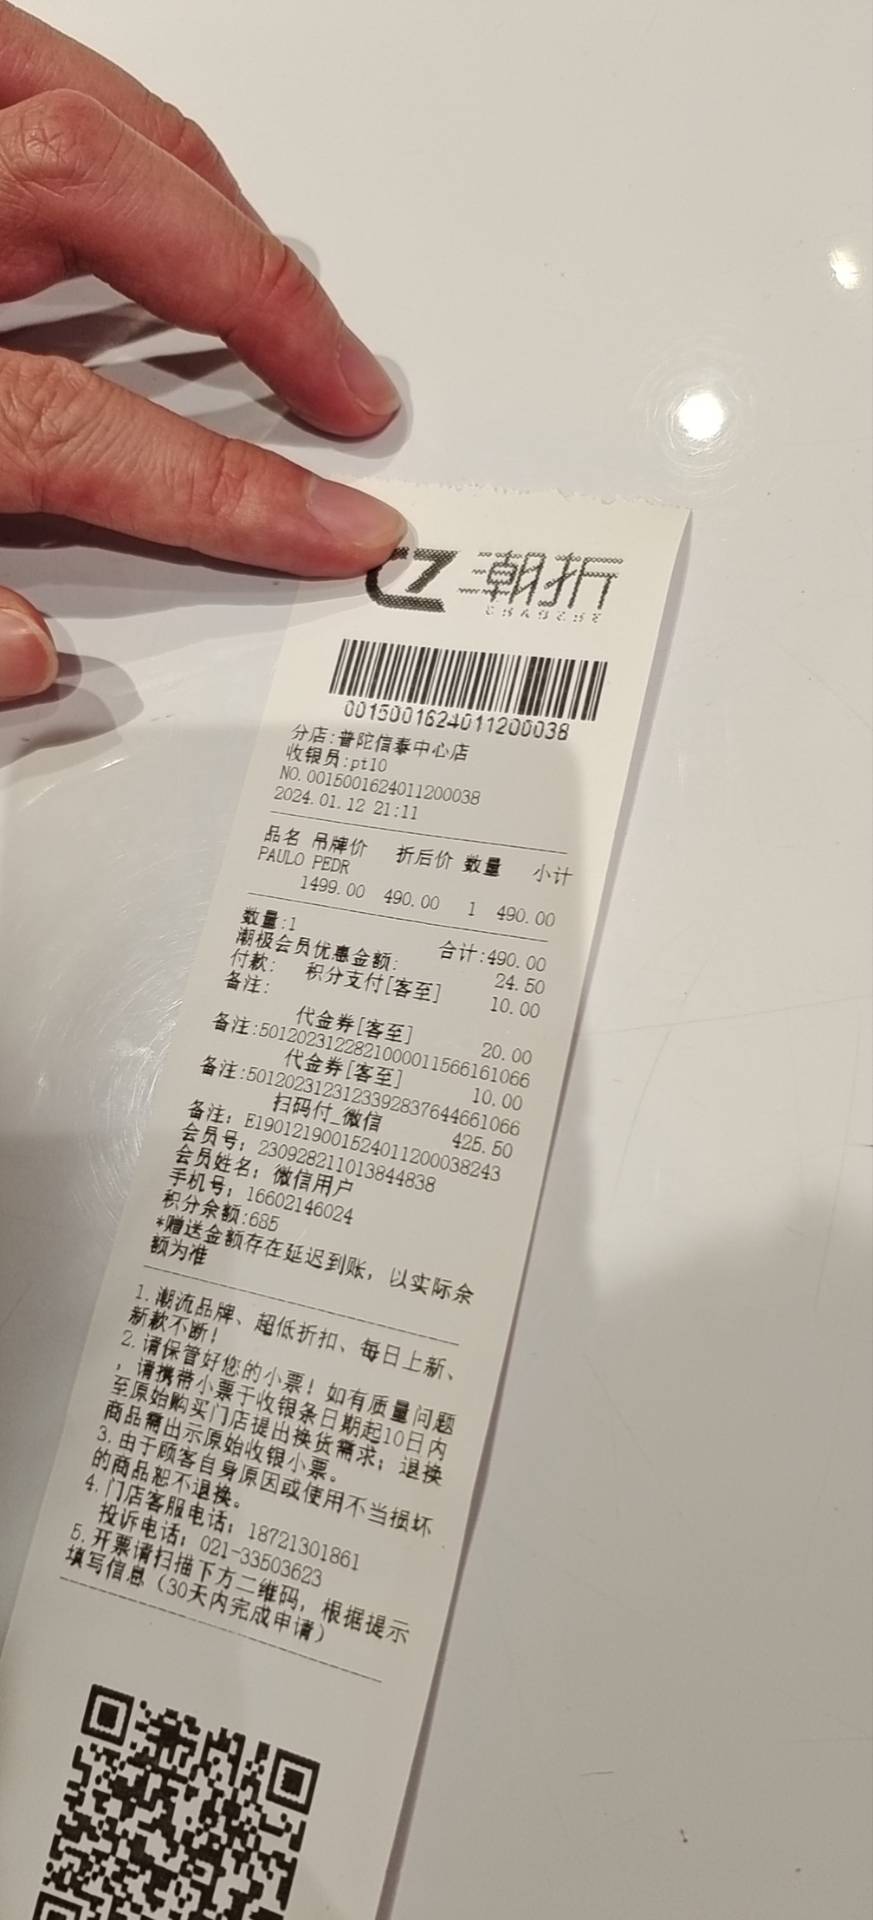 CZ 潮折
CHAOZHE
0015001624011200038
分店:普陀信泰中心店
收银员:pt10
NO.0015001624011200038
2024.01.12 21:11
品名 吊牌价 折后价 数量 小计
PAULO PEDR
1499.00 490.00 1 490.00
数量:1 合计:490.00
潮极会员优惠金额: 24.50
付款: 积分支付[客至] 10.00
备注:
代金券[客至] 20.00
备注:5012023122821000011566161066
代金券[客至] 10.00
备注:5012023123123392837644661066
扫码付_微信 425.50
备注: E1901219001524011200038243
会员号: 230928211013844838
会员姓名: 微信用户
手机号: 16602146024
积分余额:685
*赠送金额存在延迟到账, 以实际余
额为准
1.潮流品牌、超低折扣、每日上新、
新款不断!
2.请保管好您的小票! 如有质量问题
, 请携带小票于收银条日期起10日内
至原始购买门店提出换货需求; 退换
商品需出示原始收银小票。
3.由于顾客自身原因或使用不当损坏
的商品恕不退换。
4.门店客服电话: 18721301861
投诉电话: 021-33503623
5.开票请扫描下方二维码, 根据提示
填写信息 (30天内完成申请)